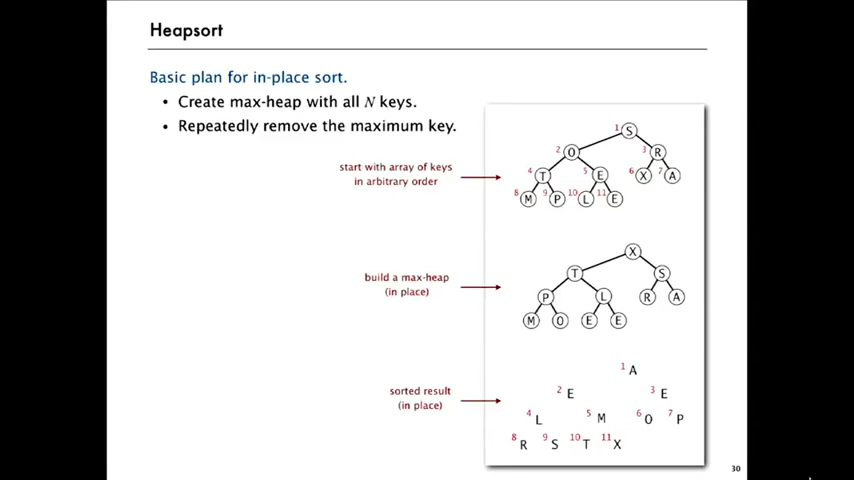 Heapsort
Basic plan for in-place sort.
• Create max-heap with all N keys.
• Repeatedly remove the maximum key.
start with array of keys
in arbitrary order
1 S
2 O 3 R
4 T 5 E 6 X 7 A
8 M 9 P 10 L 11 E
build a max-heap
(in place)
X
T S
P L R A
M O E E
sorted result
(in place)
1 A
2 E 3 E
4 L 5 M 6 O 7 P
8 R 9 S 10 T 11 X
30